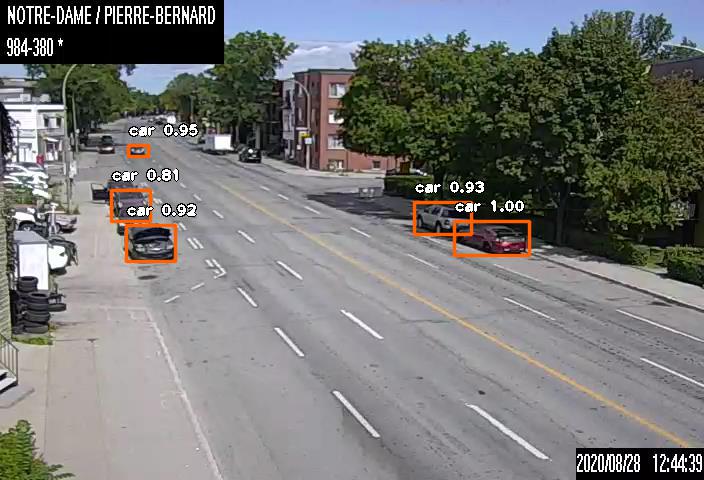 NOTRE-DAME / PIERRE-BERNARD
984-380 *
car 0.95
car 0.81
car 0.92
car 0.93
car 1.00
2020/08/28 12:44:39